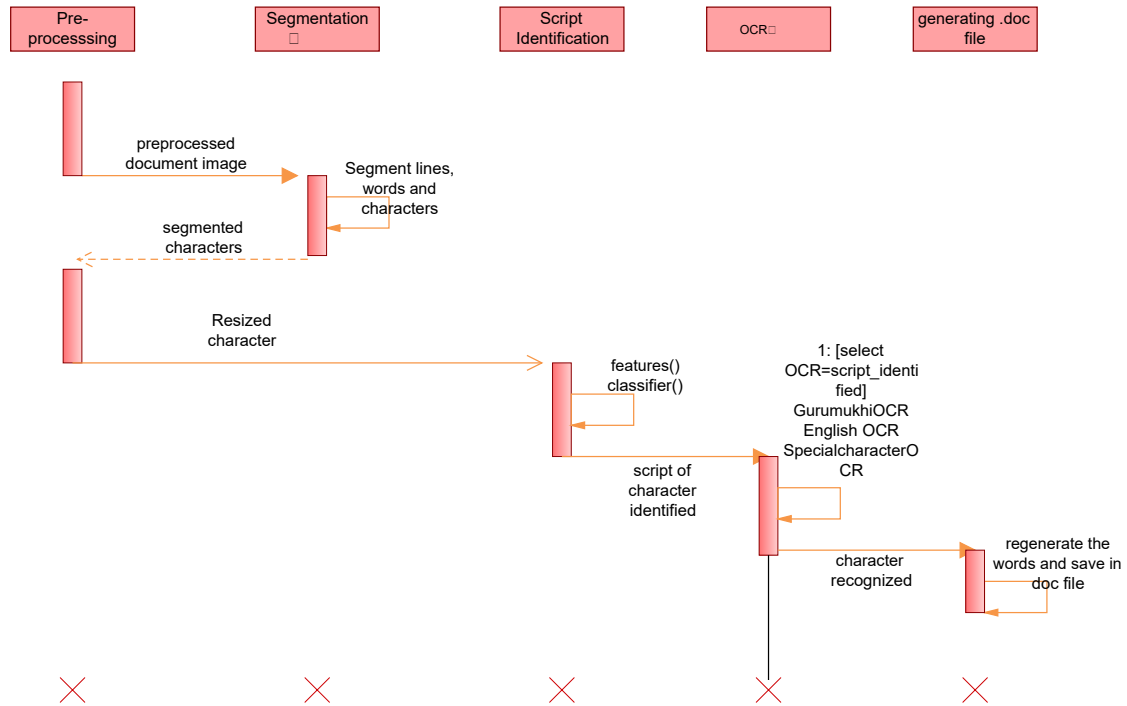 Pre-
processsing
Segmentation
Script
Identification
OCR
generating .doc
file
preprocessed
document image
Segment lines,
words and
characters
segmented
characters
Resized
character
features()
classifier()
1: [select
OCR=script_identi
fied]
GurumukhiOCR
English OCR
SpecialcharacterO
CR
script of
character
identified
character
recognized
regenerate the
words and save in
doc file